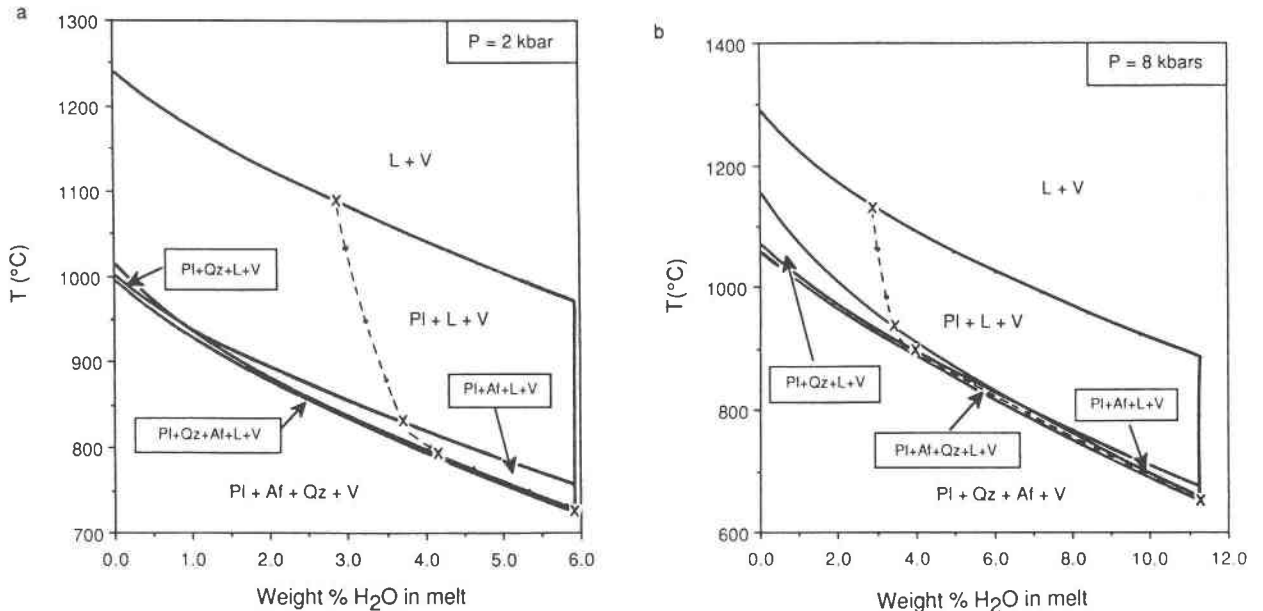 a
1300
1200
1100
1000
900
800
700
T (°C)
P = 2 kbar
L + V
Pl+Qz+L+V
Pl + L + V
Pl+Af+L+V
Pl+Qz+Af+L+V
Pl + Af + Qz + V
0.0 1.0 2.0 3.0 4.0 5.0 6.0
Weight % H2O in melt
b
1400
1200
1000
800
600
T(°C)
P = 8 kbars
L + V
Pl + L + V
Pl+Qz+L+V
Pl+Af+L+V
Pl+Af+Qz+L+V
Pl + Qz + Af + V
0.0 2.0 4.0 6.0 8.0 10.0 12.0
Weight % H2O in melt